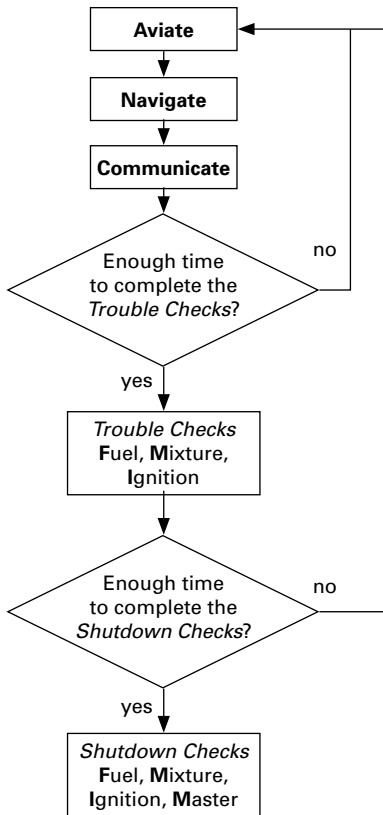 Aviate
Navigate
Communicate
Enough time
to complete the
Trouble Checks?
no
yes
Trouble Checks
Fuel, Mixture,
Ignition
Enough time
to complete the
Shutdown Checks?
no
yes
Shutdown Checks
Fuel, Mixture,
Ignition, Master